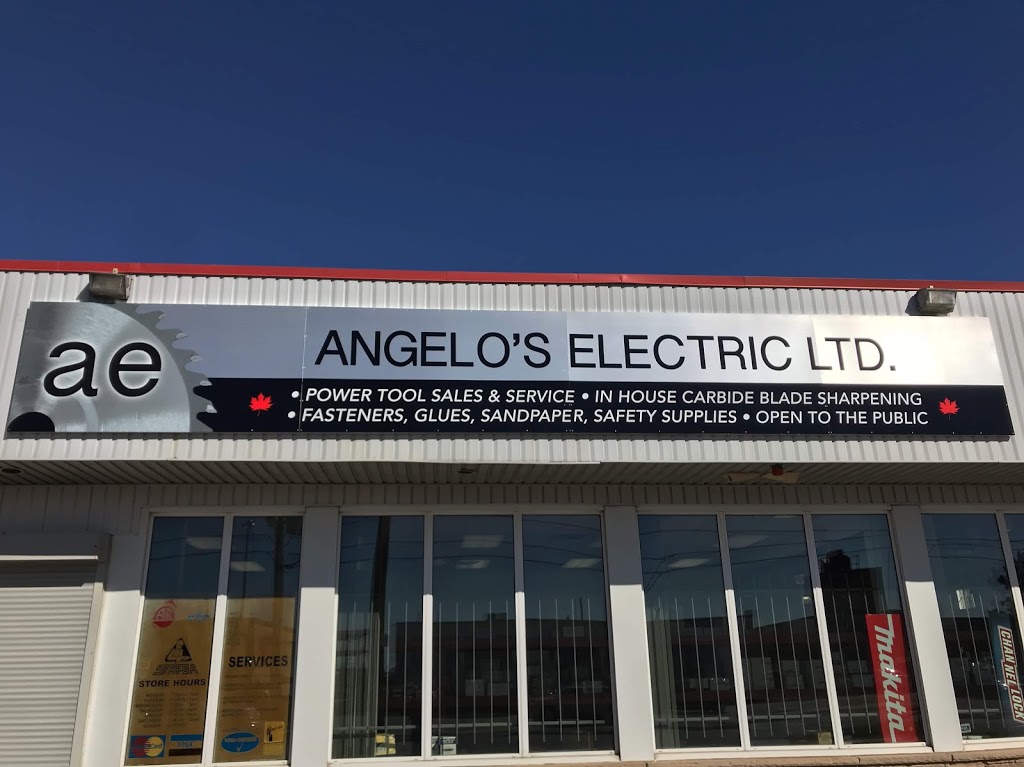 ae
ANGELO'S ELECTRIC LTD.
• POWER TOOL SALES & SERVICE • IN HOUSE CARBIDE BLADE SHARPENING
• FASTENERS, GLUES, SANDPAPER, SAFETY SUPPLIES • OPEN TO THE PUBLIC
STORE HOURS
SERVICES
VISA
makita
CHANNELLOCK